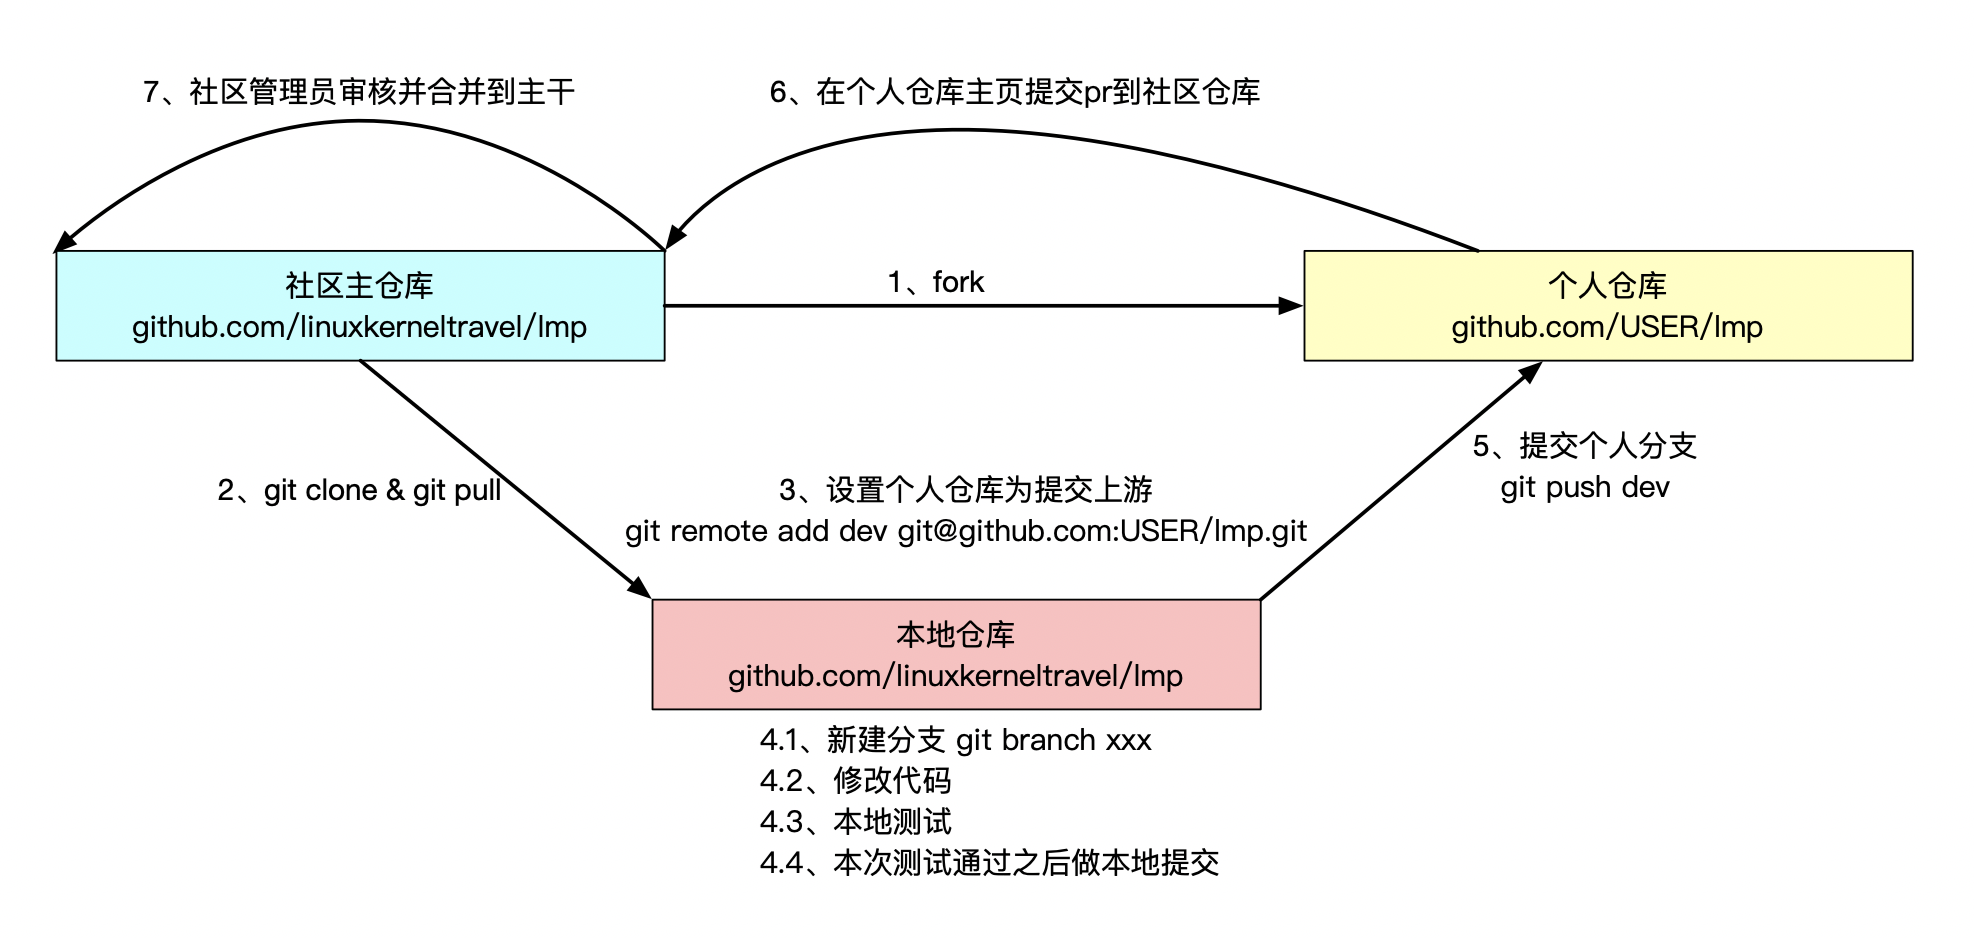 7、社区管理员审核并合并到主干
6、在个人仓库主页提交pr到社区仓库
社区主仓库
github.com/linuxkerneltravel/lmp
1、fork
个人仓库
github.com/USER/lmp
2、git clone & git pull
3、设置个人仓库为提交上游
git remote add dev git@github.com:USER/lmp.git
5、提交个人分支
git push dev
本地仓库
github.com/linuxkerneltravel/lmp
4.1、新建分支 git branch xxx
4.2、修改代码
4.3、本地测试
4.4、本次测试通过之后做本地提交